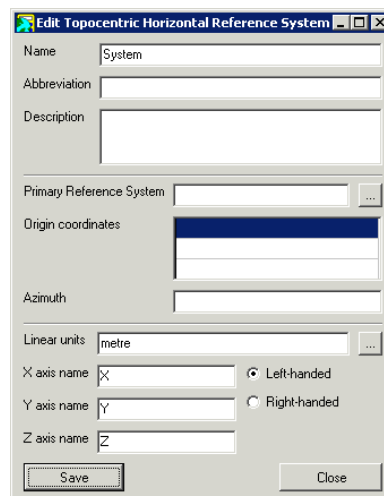 Edit Topocentric Horizontal Reference System
Name System
Abbreviation
Description
Primary Reference System ...
Origin coordinates
Azimuth
Linear units metre ...
X axis name X Left-handed
Y axis name Y Right-handed
Z axis name Z
Save Close